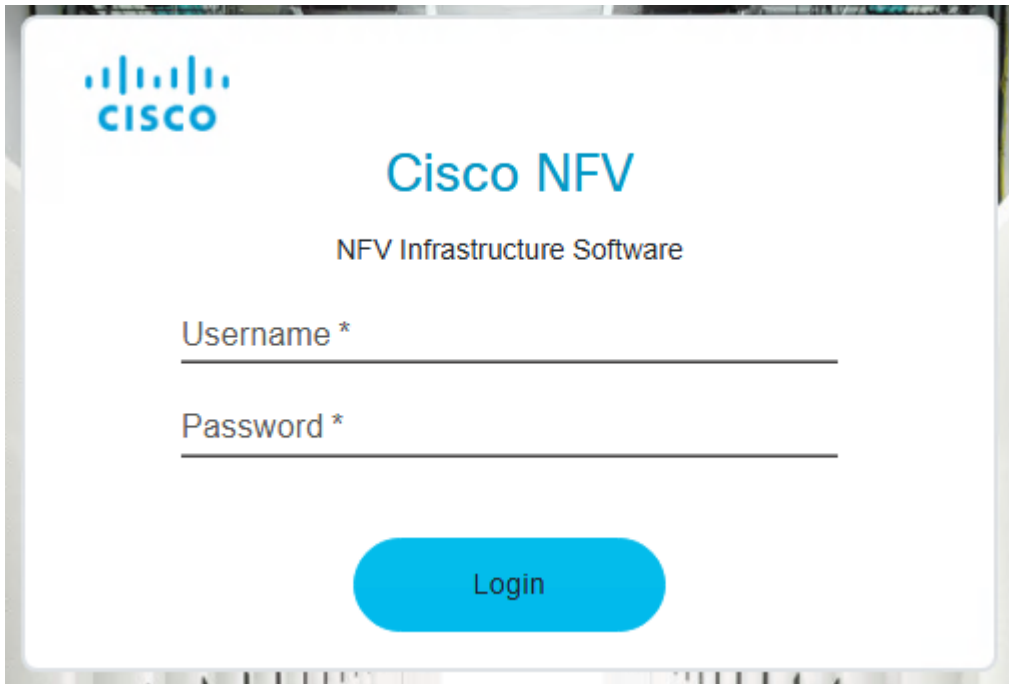 CISCO
Cisco NFV
NFV Infrastructure Software
Username *
Password *
Login